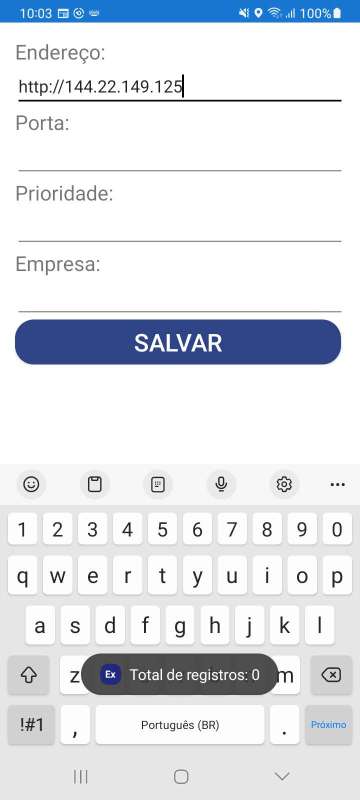 10:03 100%
Endereço:
http://144.22.149.125
Porta:
Prioridade:
Empresa:
SALVAR
1 2 3 4 5 6 7 8 9 0
q w e r t y u i o p
a s d f g h j k l
z m
Ex Total de registros: 0
!#1 , Português (BR) . Próximo